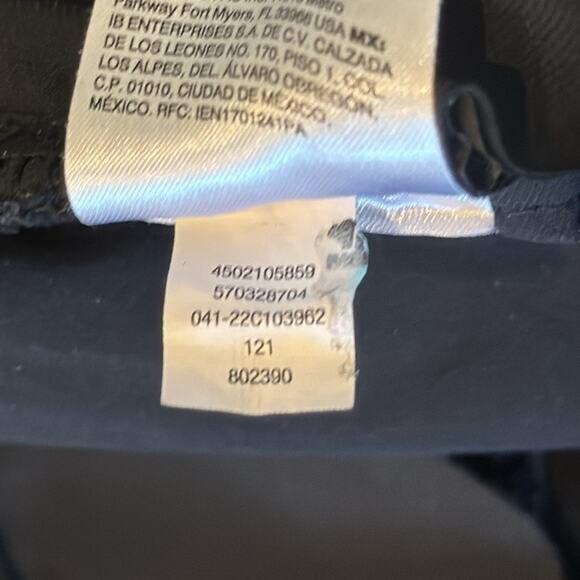 Parkway Fort Myers, FL 33966 USA MX:
IB ENTERPRISES S.A. DE C.V. CALZADA
DE LOS LEONES NO. 170, PISO 1, COL.
LOS ALPES, DEL. ÁLVARO OBREGÓN,
C.P. 01010, CIUDAD DE MÉXICO,
MÉXICO. RFC: IEN1701241PA
4502105859
570328704
041-22C103962
121
802390